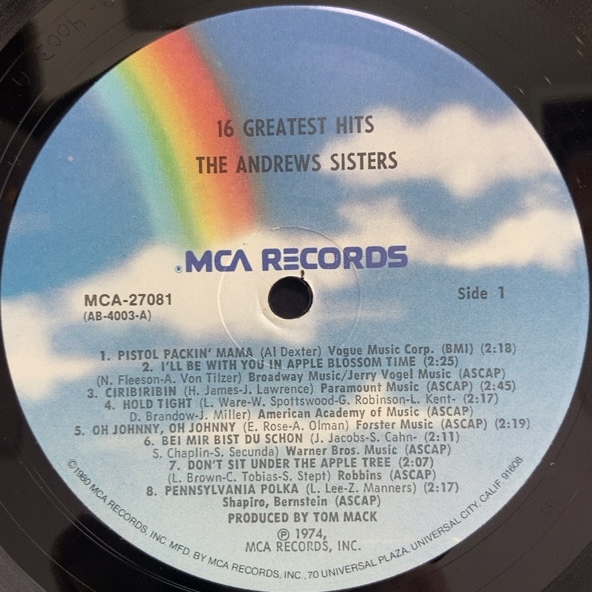 16 GREATEST HITS
THE ANDREWS SISTERS
® MCA RECORDS
MCA-27081
(AB-4003-A)
Side 1
1. PISTOL PACKIN' MAMA (Al Dexter) Vogue Music Corp. (BMI) (2:18)
2. I'LL BE WITH YOU IN APPLE BLOSSOM TIME (2:25)
(N. Fleeson-A. Von Tilzer) Broadway Music/Jerry Vogel Music (ASCAP)
3. CIRIBIRIBIN (H. James-J. Lawrence) Paramount Music (ASCAP) (2:45)
4. HOLD TIGHT (L. Ware-W. Spottswood-G. Robinson-L. Kent- (2:17)
D. Brandow-J. Miller) American Academy of Music (ASCAP)
5. OH JOHNNY, OH JOHNNY (E. Rose-A. Olman) Forster Music (ASCAP) (2:19)
6. BEI MIR BIST DU SCHON (J. Jacobs-S. Cahn- (2:11)
S. Chaplin-S. Secunda) Warner Bros. Music (ASCAP)
7. DON'T SIT UNDER THE APPLE TREE (2:07)
(L. Brown-C. Tobias-S. Stept) Robbins (ASCAP)
8. PENNSYLVANIA POLKA (L. Lee-Z. Manners) (2:17)
Shapiro, Bernstein (ASCAP)
PRODUCED BY TOM MACK
℗ 1974,
MCA RECORDS, INC.
©1980 MCA RECORDS, INC. MFD. BY MCA RECORDS, INC., 70 UNIVERSAL PLAZA, UNIVERSAL CITY, CALIF. 91608